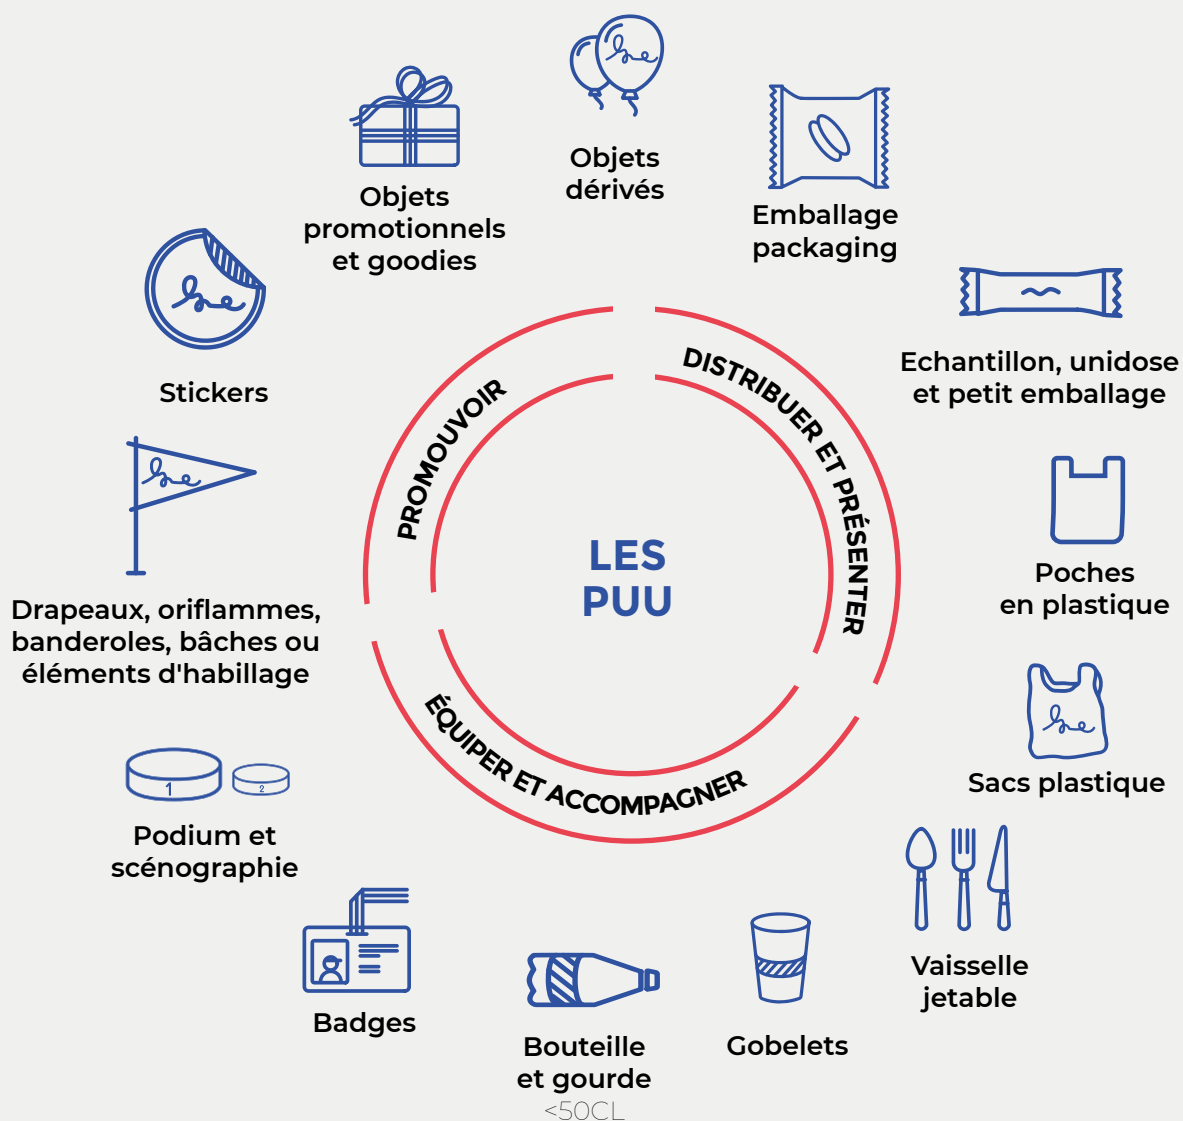 Objets
dérivés
Objets
promotionnels
et goodies
Emballage
packaging
Stickers
Echantillon, unidose
et petit emballage
PROMOUVOIR
DISTRIBUER ET PRÉSENTER
Drapeaux, oriflammes,
banderoles, bâches ou
éléments d'habillage
LES
PUU
Poches
en plastique
Sacs plastique
ÉQUIPER ET ACCOMPAGNER
1
2
Podium et
scénographie
Vaisselle
jetable
Badges
Bouteille
et gourde
<50CL
Gobelets